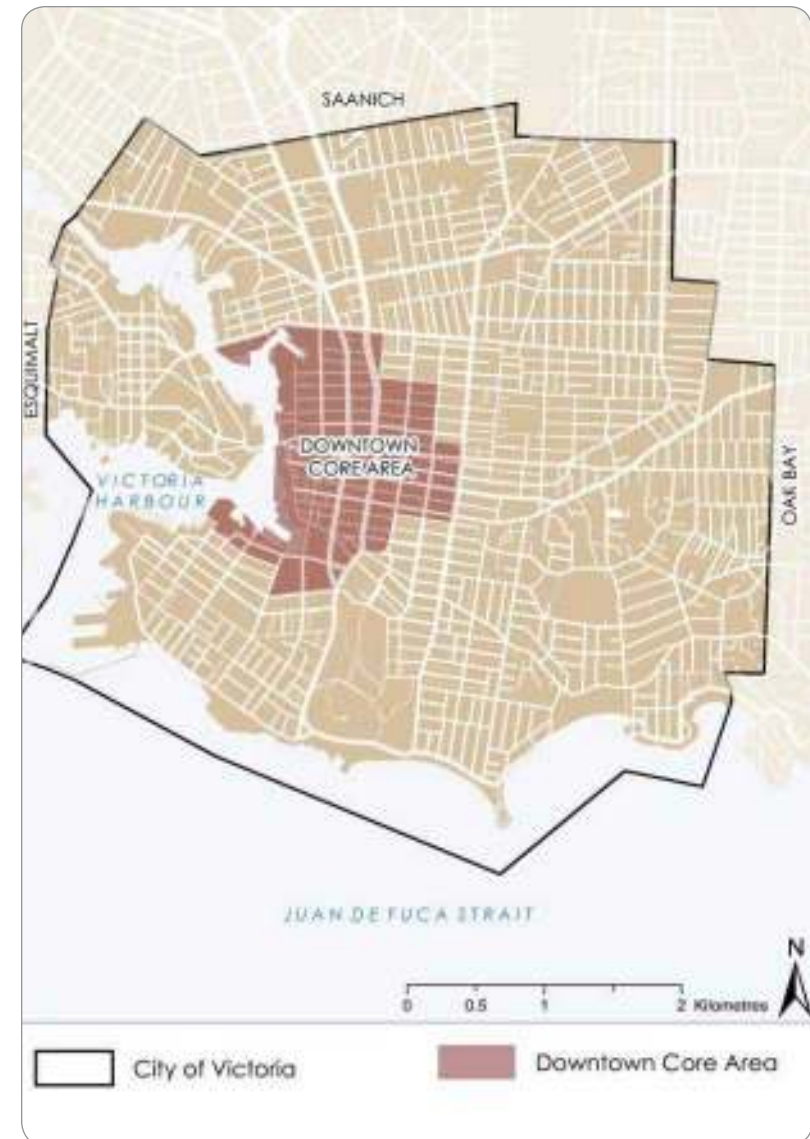 SAANICH
ESQUIMALT
DOWNTOWN
CORE AREA
VICTORIA
HARBOUR
OAK BAY
JUAN DE FUCA STRAIT
N
0 0.5 1 2 Kilometres
City of Victoria
Downtown Core Area